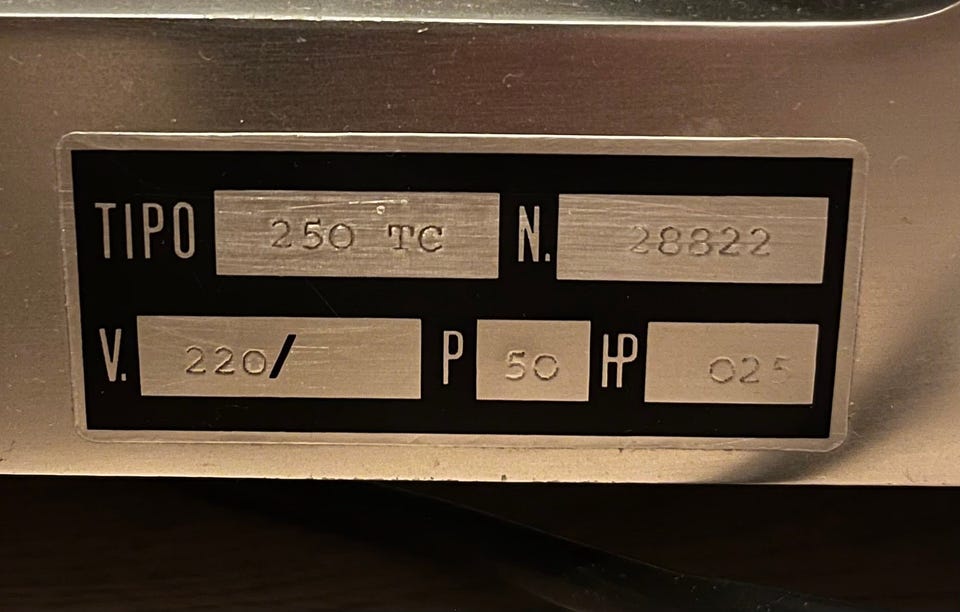 TIPO 250 TC N. 28822
V. 220/ P 50 HP 025